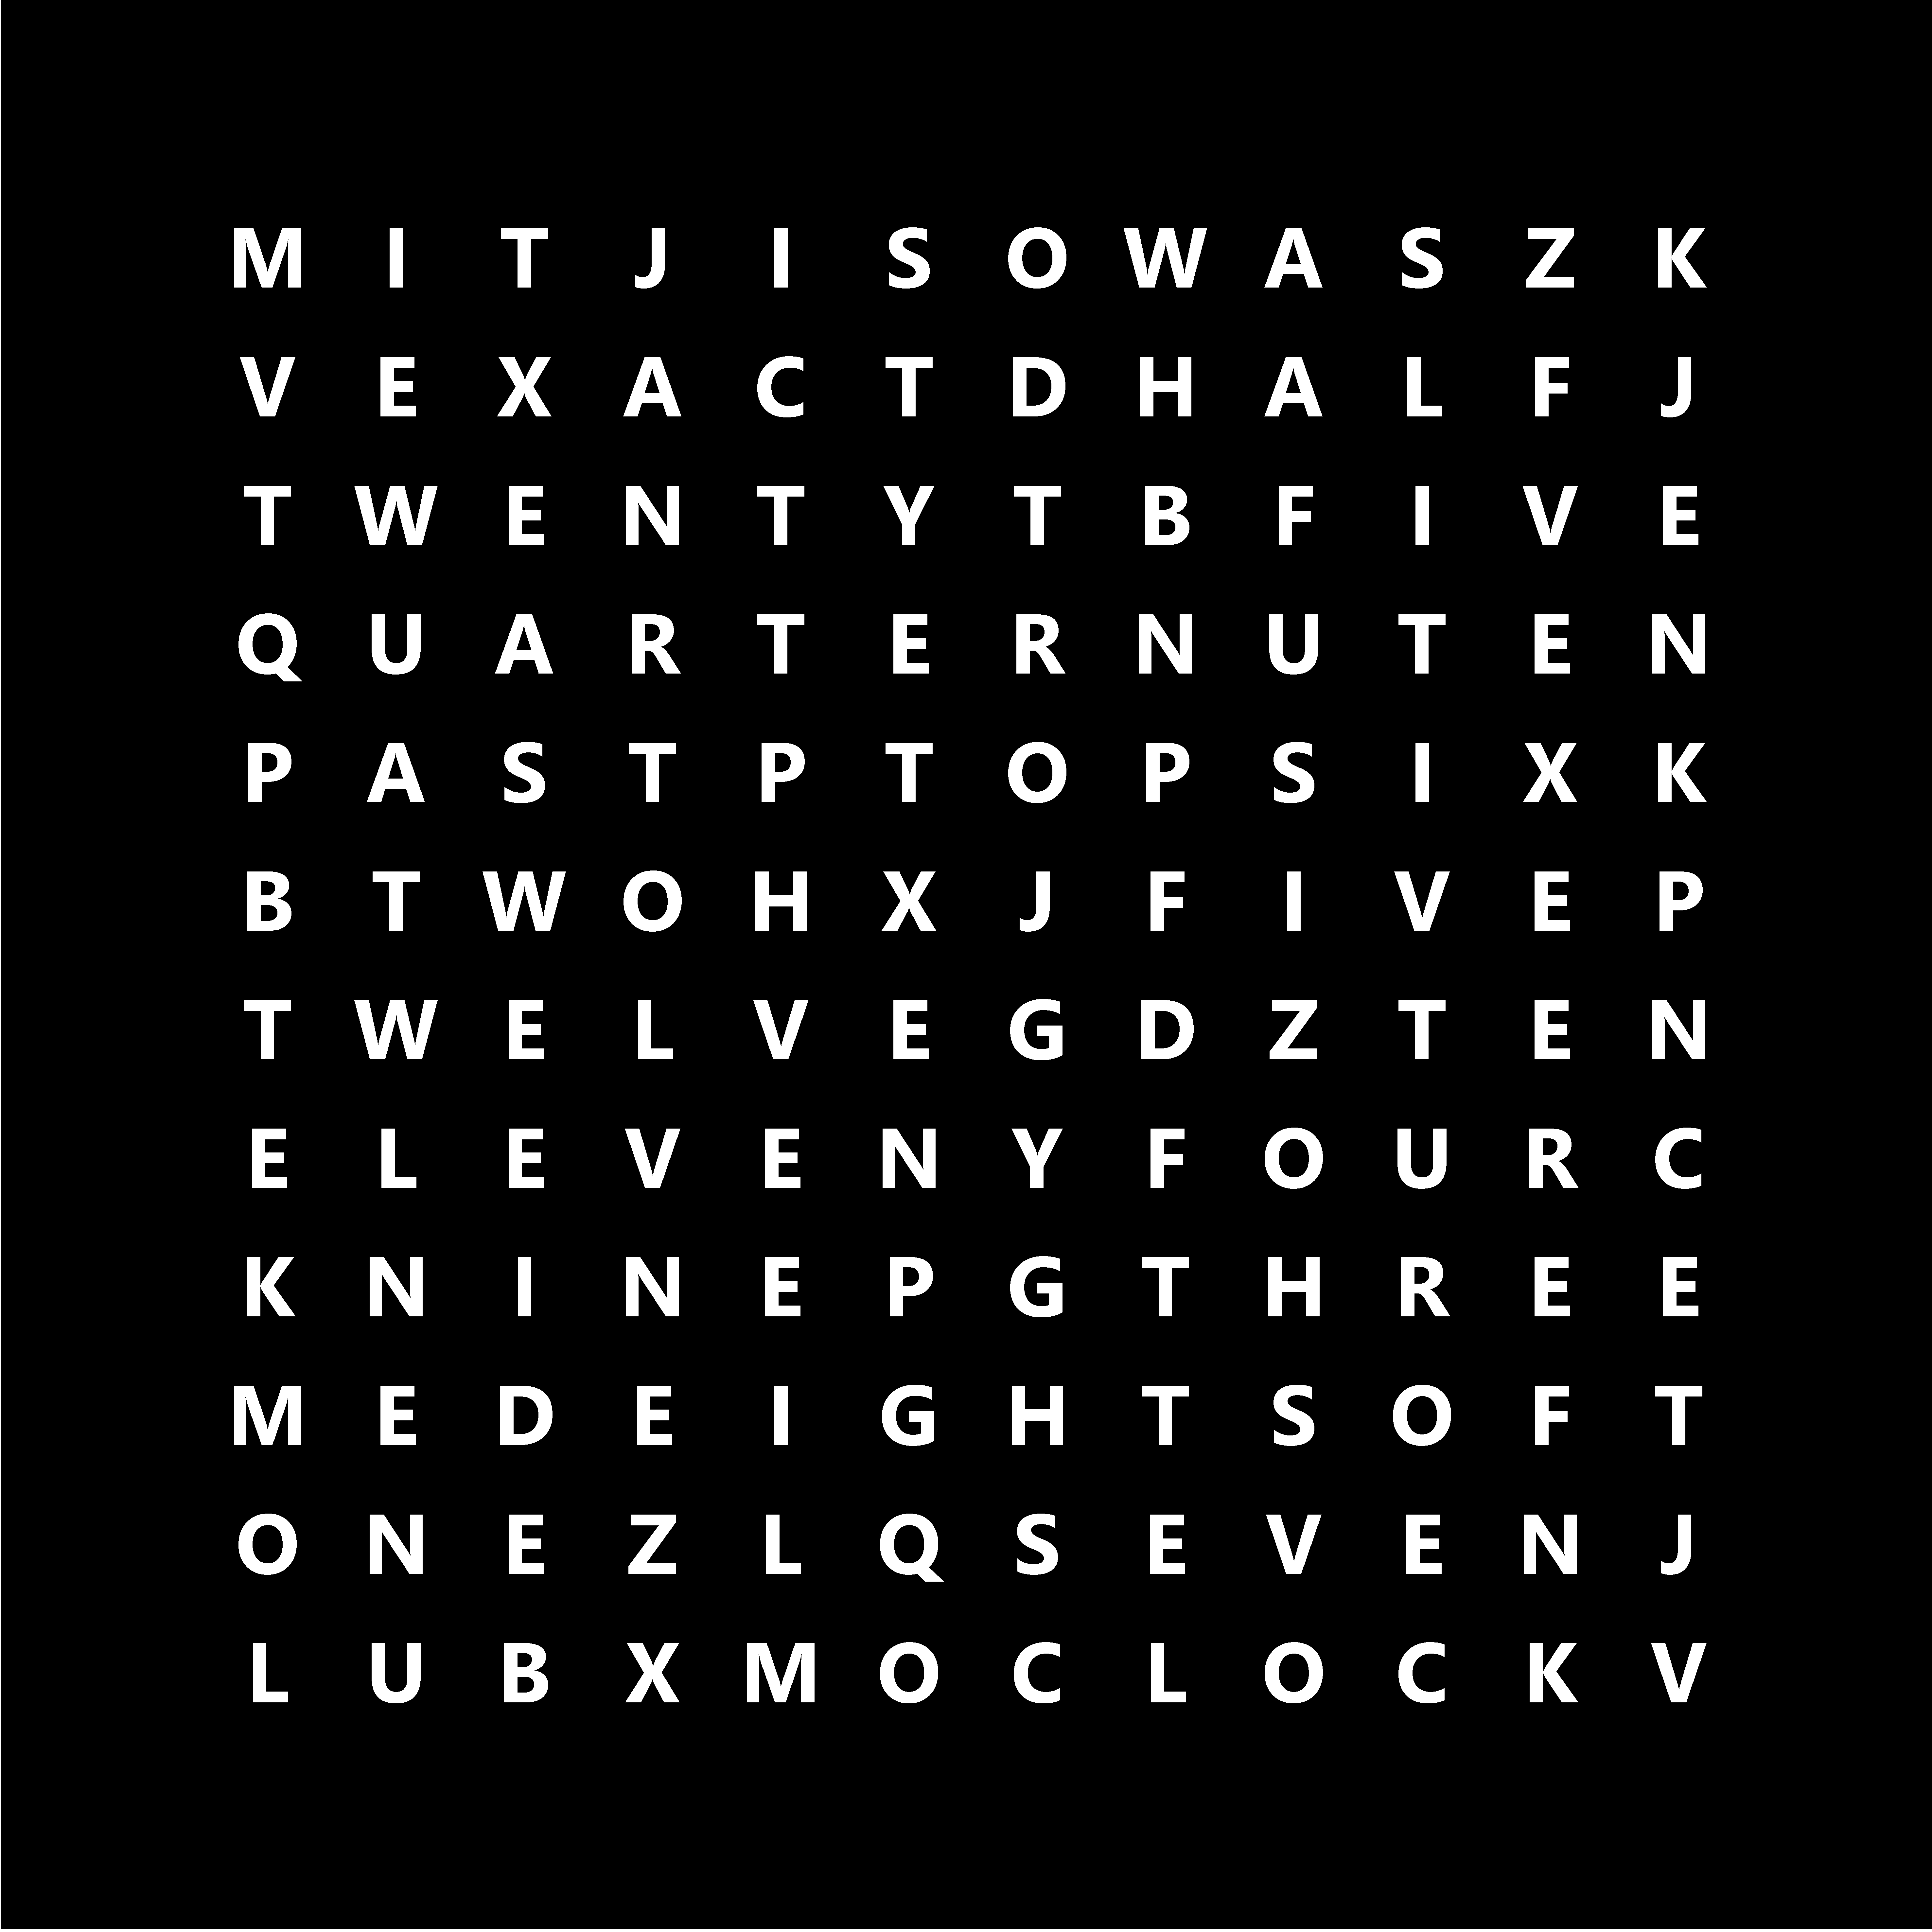 M I T J I S O W A S Z K
V E X A C T D H A L F J
T W E N T Y T B F I V E
Q U A R T E R N U T E N
P A S T P T O P S I X K
B T W O H X J F I V E P
T W E L V E G D Z T E N
E L E V E N Y F O U R C
K N I N E P G T H R E E
M E D E I G H T S O F T
O N E Z L Q S E V E N J
L U B X M O C L O C K V